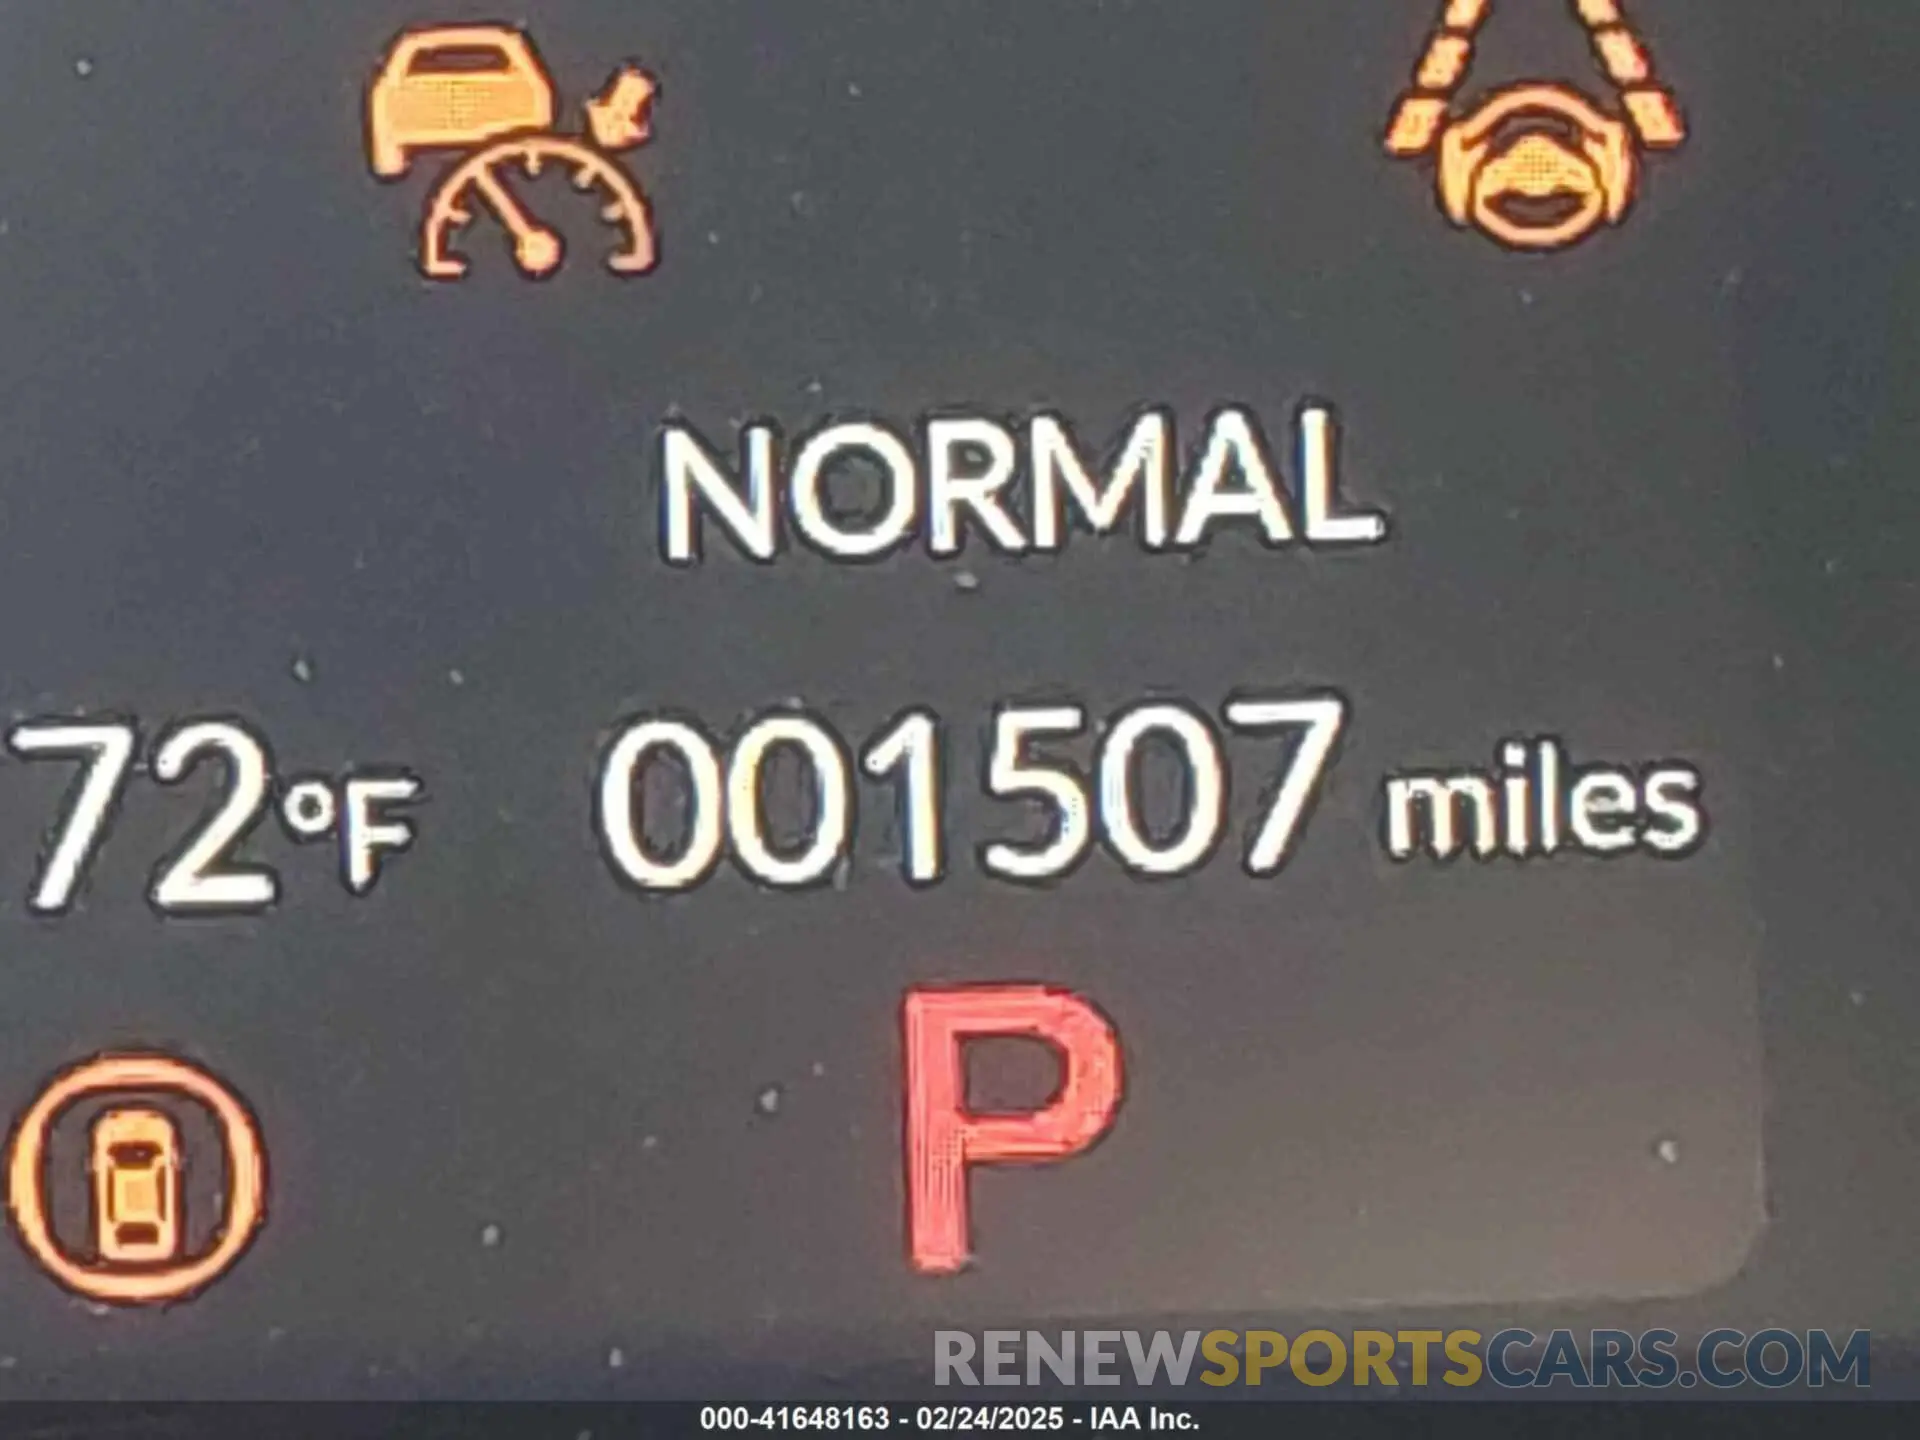 NORMAL
72°F 001507 miles
P
RENEWSPORTSCARS.COM
000-41648163 - 02/24/2025 - IAA Inc.